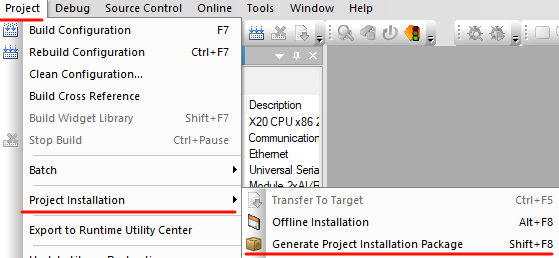 Project Debug Source Control Online Tools Window Help
Build Configuration F7
Rebuild Configuration Ctrl+F7
Clean Configuration...
Build Cross Reference
Build Widget Library Shift+F7
Stop Build Ctrl+Pause
Batch
Project Installation
Export to Runtime Utility Center
Description
X20 CPU x86
Communication
Ethernet
Universal Seria
Module 2xAI/
Transfer To Target Ctrl+F5
Offline Installation Alt+F8
Generate Project Installation Package Shift+F8